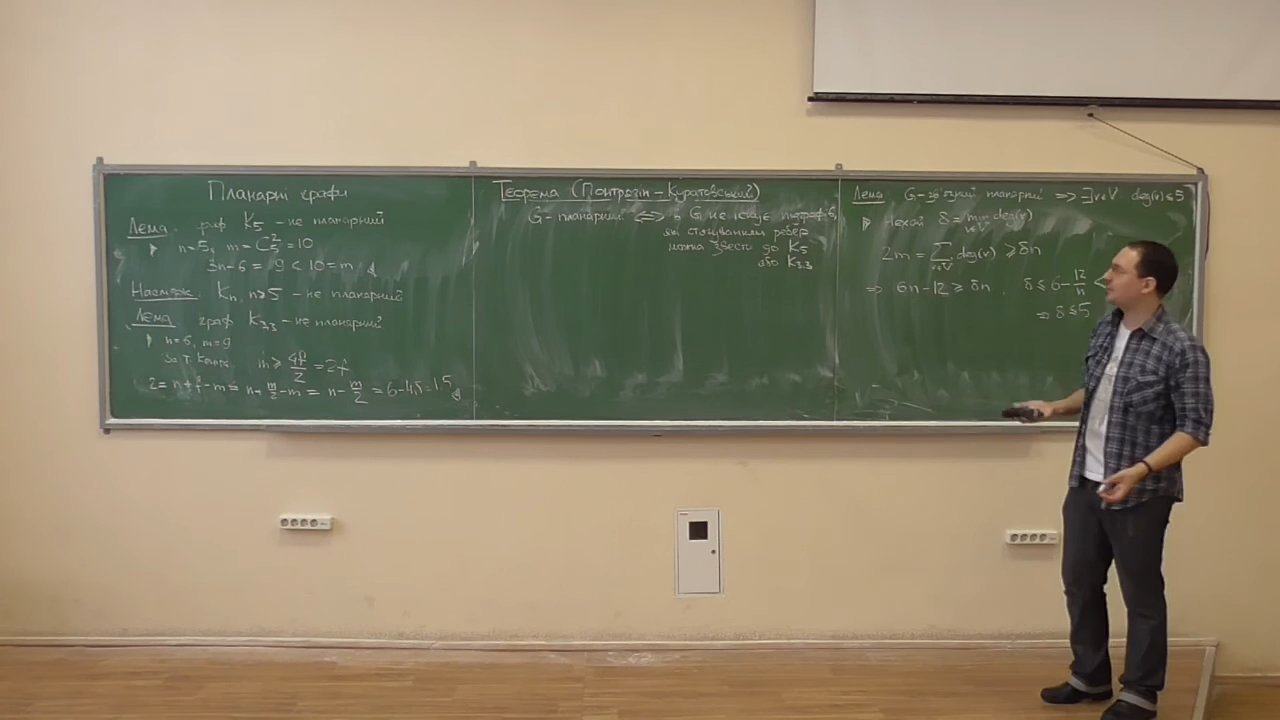 Планарні графи
Лема. граф K₅ – не планарний
▷ n=5, m = C₅² = 10
3n-6 = 9 < 10 = m ◁
Наслідок. Kₙ, n≥5 – не планарний
Лема граф K₃,₃ – не планарний
▷ n=6, m=9
m ≥ 4f/2 = 2f
2 = n+f-m = n+m/2-m = n-m/2 = 6-4,5=1,5 ◁
Теорема (Понтрягін – Куратовський)
G – планарний ⟺ в G не існує підграфів,
які стягуванням ребер
можна звести до K₅
або K₃,₃
Лема G – зв'язний планарний ⟹ ∃v∈V deg(v)≤5
▷ Нехай δ = min deg(v)
v∈V
2m = ∑ deg(v) ≥ δn
v∈V
⇒ 6n-12 ≥ δn, δ ≤ 6-12/n <
⇒ δ ≤ 5